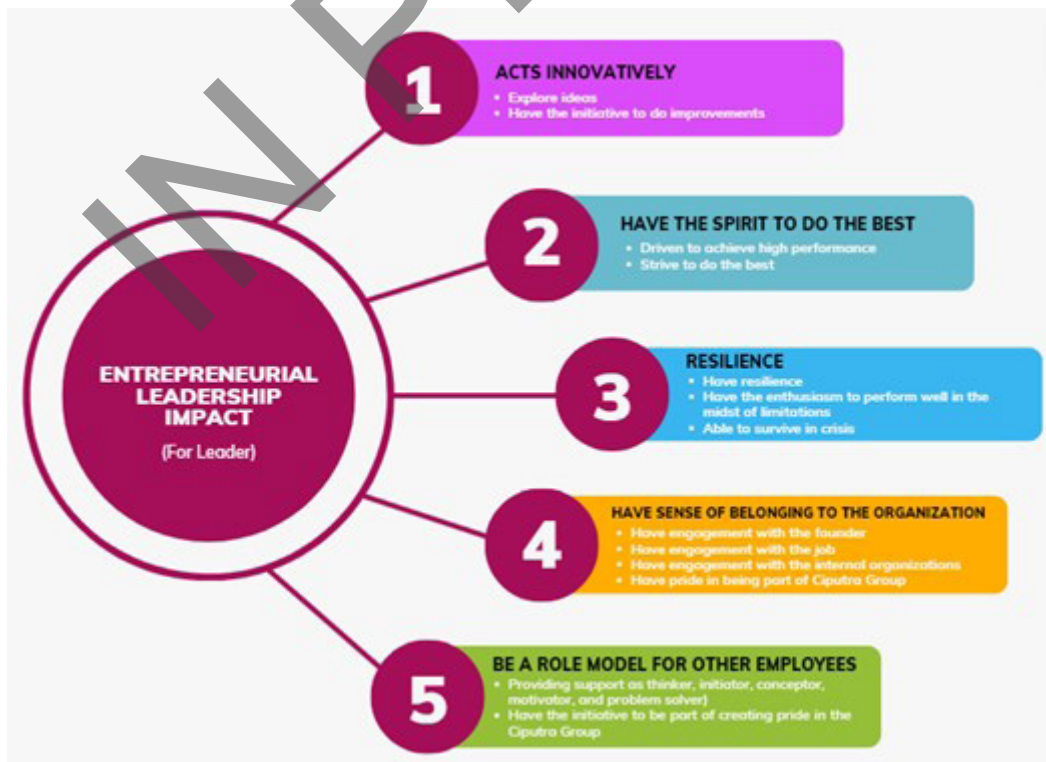 IN P
1
ACTS INNOVATIVELY
• Explore ideas
• Have the initiative to do improvements
2
HAVE THE SPIRIT TO DO THE BEST
• Driven to achieve high performance
• Strive to do the best
ENTREPRENEURIAL
LEADERSHIP
IMPACT
(For Leader)
3
RESILIENCE
• Have resilience
• Have the enthusiasm to perform well in the
midst of limitations
• Able to survive in crisis
4
HAVE SENSE OF BELONGING TO THE ORGANIZATION
• Have engagement with the founder
• Have engagement with the job
• Have engagement with the internal organizations
• Have pride in being part of Ciputra Group
5
BE A ROLE MODEL FOR OTHER EMPLOYEES
• Providing support as thinker, initiator, conceptor,
motivator, and problem solver)
• Have the initiative to be part of creating pride in the
Ciputra Group